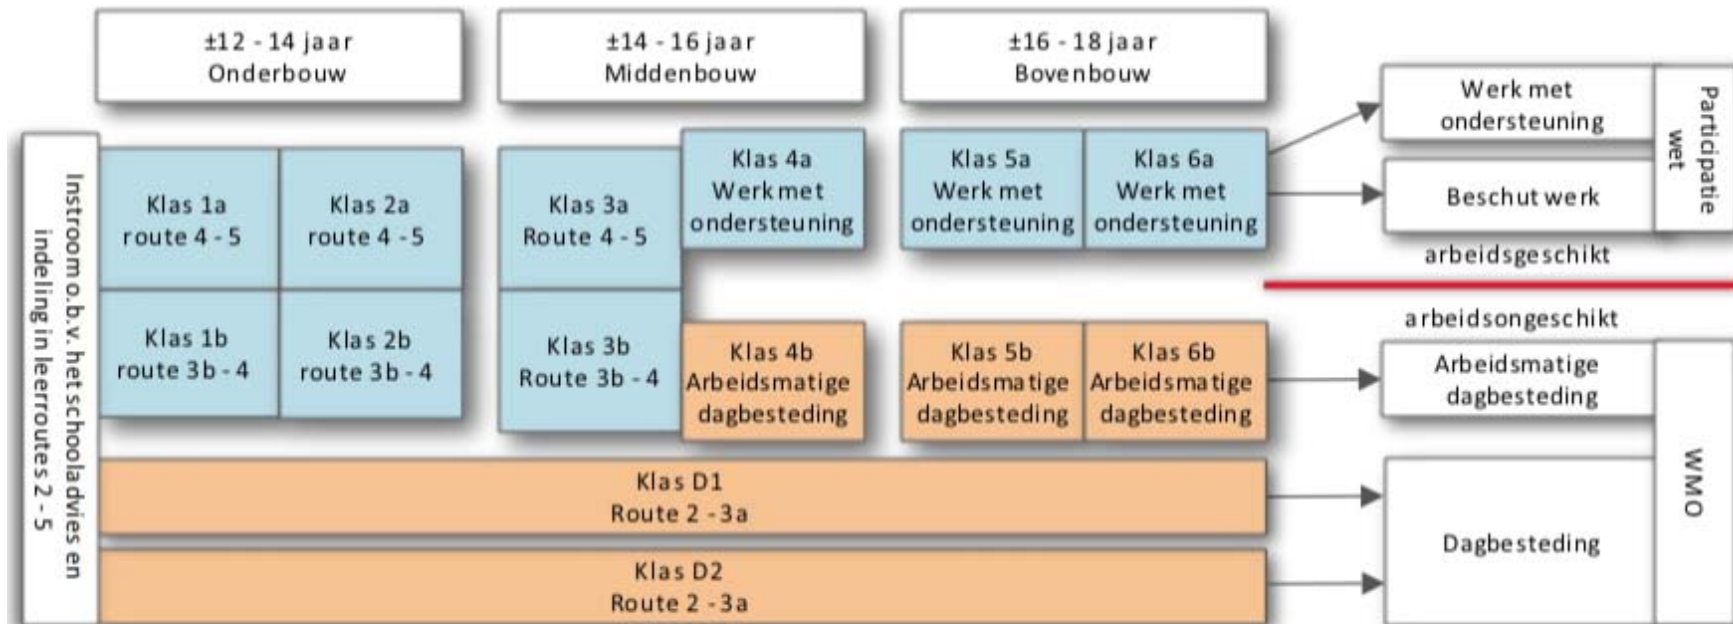 ±12 - 14 jaar
Onderbouw
±14 - 16 jaar
Middenbouw
±16 - 18 jaar
Bovenbouw
Instroom o.b.v. het schooladvies en
indeling in leerroutes 2 - 5
Klas 1a
route 4 - 5
Klas 2a
route 4 - 5
Klas 3a
Route 4 - 5
Klas 4a
Werk met
ondersteuning
Klas 5a
Werk met
ondersteuning
Klas 6a
Werk met
ondersteuning
Werk met
ondersteuning
Beschut werk
Participatie
wet
arbeidsgeschikt
arbeidsongeschikt
Klas 1b
route 3b - 4
Klas 2b
route 3b - 4
Klas 3b
Route 3b - 4
Klas 4b
Arbeidsmatige
dagbesteding
Klas 5b
Arbeidsmatige
dagbesteding
Klas 6b
Arbeidsmatige
dagbesteding
Arbeidsmatige
dagbesteding
Klas D1
Route 2 - 3a
Klas D2
Route 2 - 3a
Dagbesteding
WMO